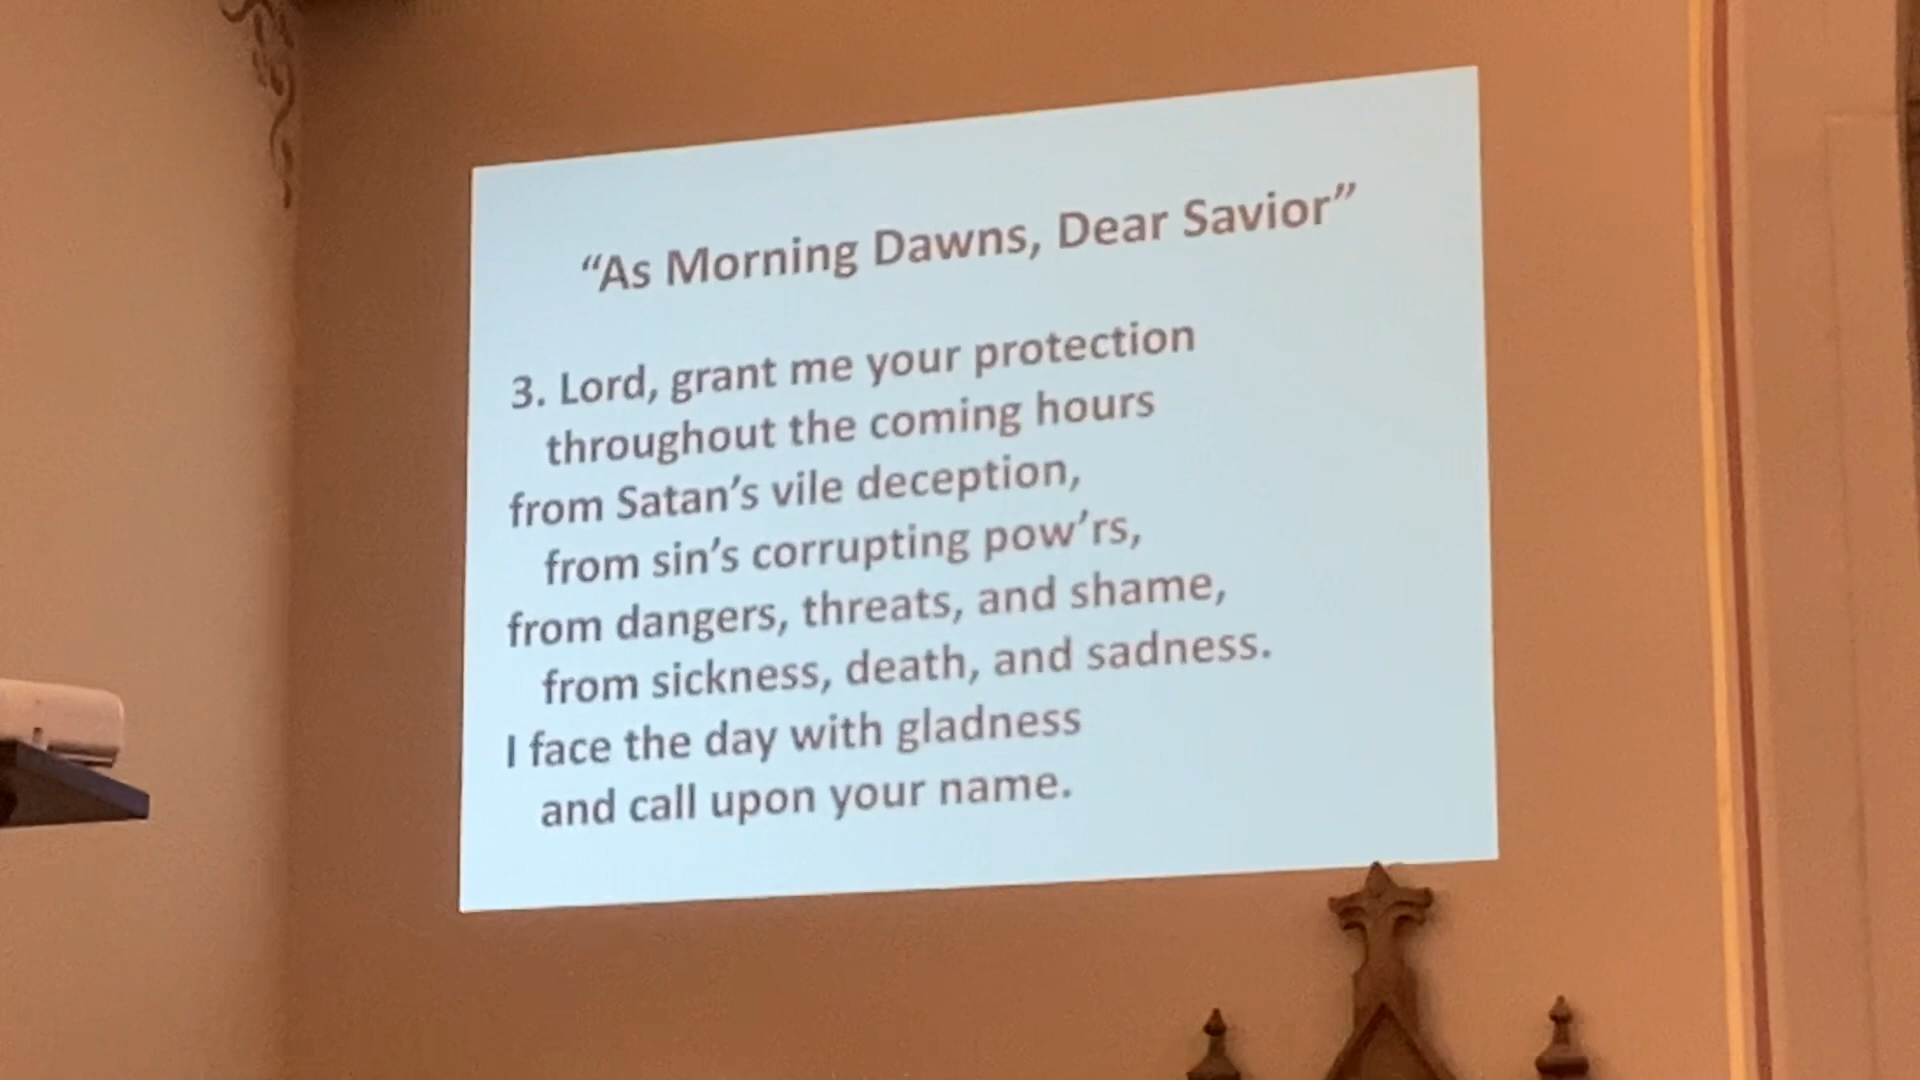 “As Morning Dawns, Dear Savior”
3. Lord, grant me your protection
throughout the coming hours
from Satan’s vile deception,
from sin’s corrupting pow’rs,
from dangers, threats, and shame,
from sickness, death, and sadness.
I face the day with gladness
and call upon your name.